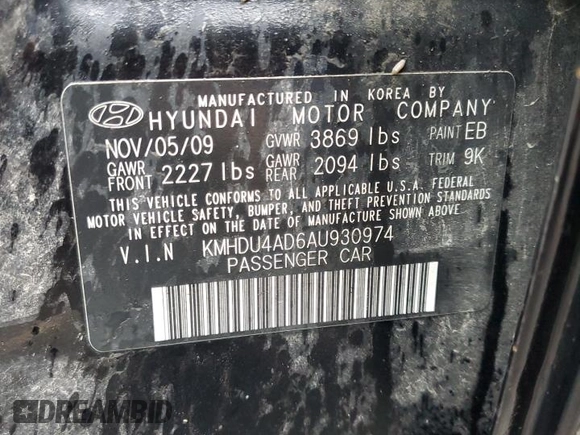 MANUFACTURED IN KOREA BY
HYUNDAI MOTOR COMPANY
NOV/05/09 GVWR 3869 lbs PAINT EB
GAWR FRONT 2227 lbs GAWR REAR 2094 lbs TRIM 9K
THIS VEHICLE CONFORMS TO ALL APPLICABLE U.S.A. FEDERAL
MOTOR VEHICLE SAFETY, BUMPER, AND THEFT PREVENTION STANDARDS
IN EFFECT ON THE DATE OF MANUFACTURE SHOWN ABOVE.
V.I.N KMHDU4AD6AU930974
PASSENGER CAR
DREAMBID